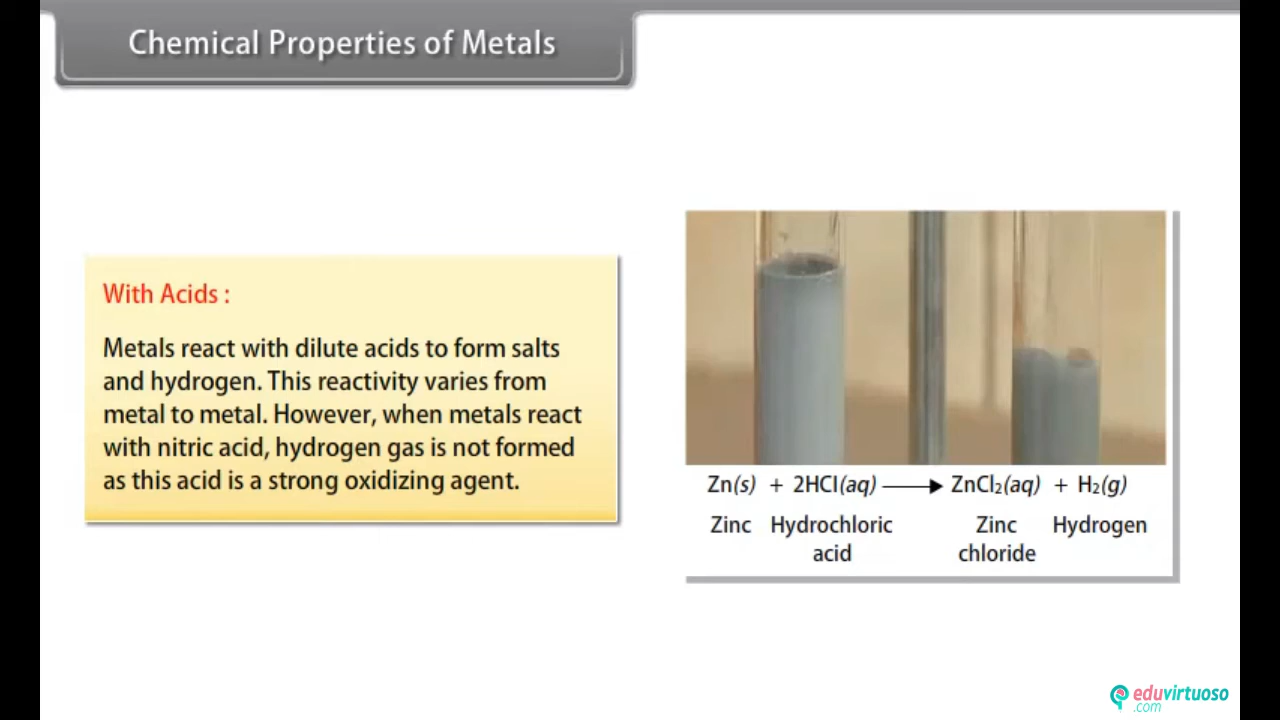 Chemical Properties of Metals
With Acids :
Metals react with dilute acids to form salts
and hydrogen. This reactivity varies from
metal to metal. However, when metals react
with nitric acid, hydrogen gas is not formed
as this acid is a strong oxidizing agent.
Zn(s) + 2HCl(aq) ⟶ ZnCl₂(aq) + H₂(g)
Zinc Hydrochloric Zinc Hydrogen
acid chloride
eduvirtuoso
.com